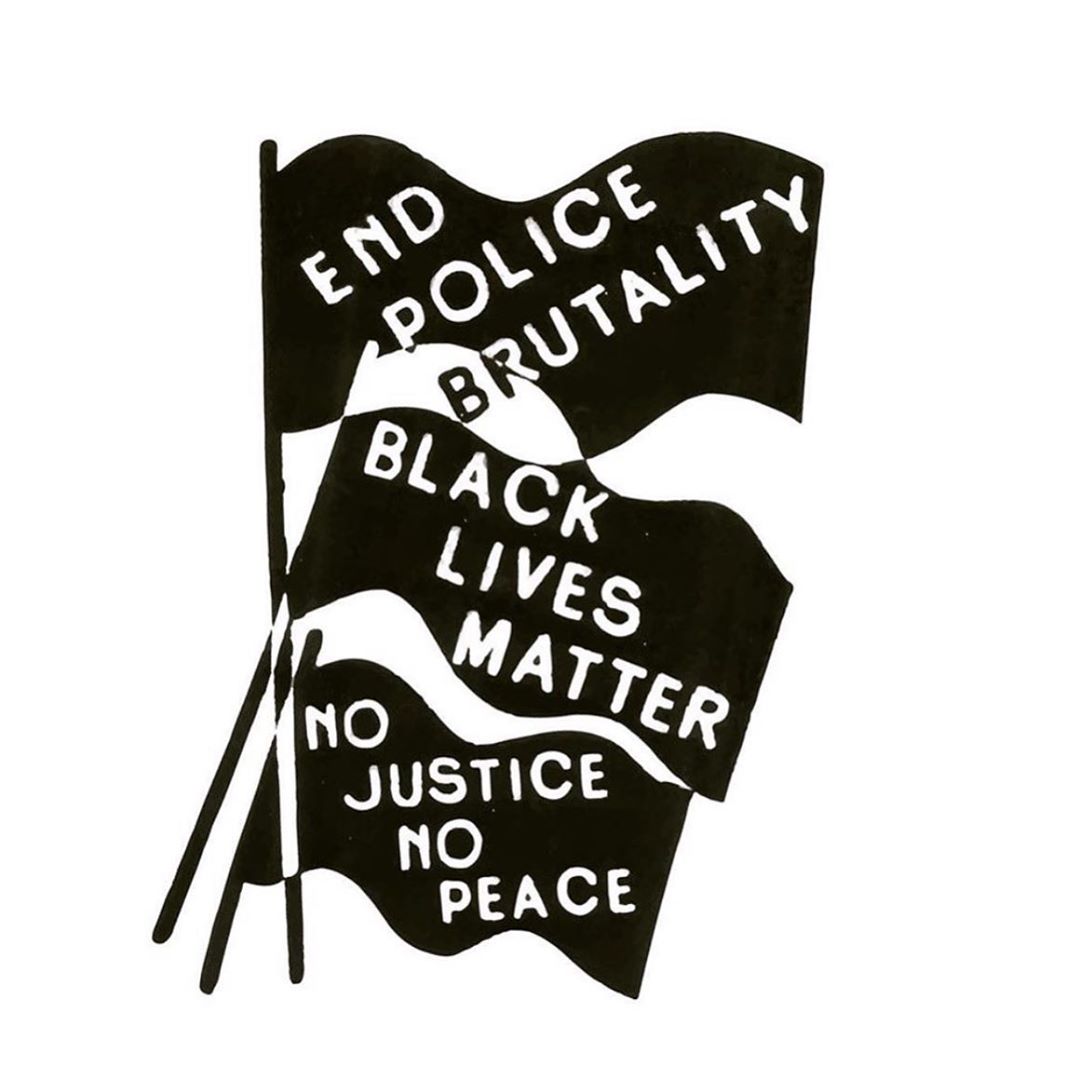 END
POLICE
BRUTALITY
BLACK
LIVES
MATTER
NO
JUSTICE
NO
PEACE